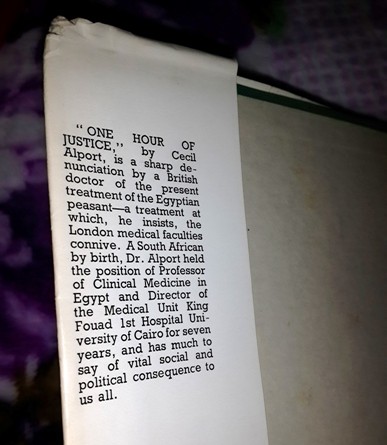 "ONE HOUR OF
JUSTICE," by Cecil
Alport, is a sharp de-
nunciation by a British
doctor of the present
treatment of the Egyptian
peasant—a treatment at
which, he insists, the
London medical faculties
connive. A South African
by birth, Dr. Alport held
the position of Professor
of Clinical Medicine in
Egypt and Director of
the Medical Unit King
Fouad 1st Hospital Uni-
versity of Cairo for seven
years, and has much to
say of vital social and
political consequence to
us all.